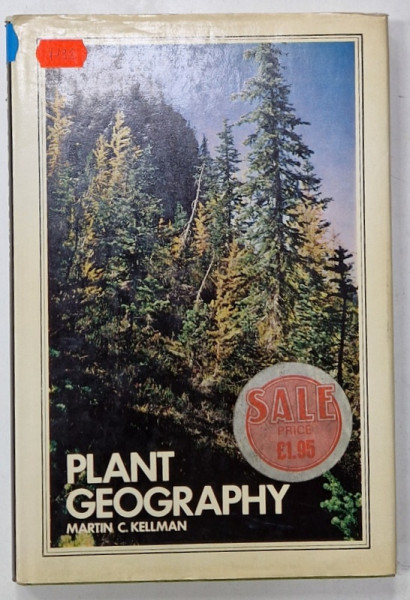 SALE
PRICE
£1.95
PLANT
GEOGRAPHY
MARTIN C. KELLMAN